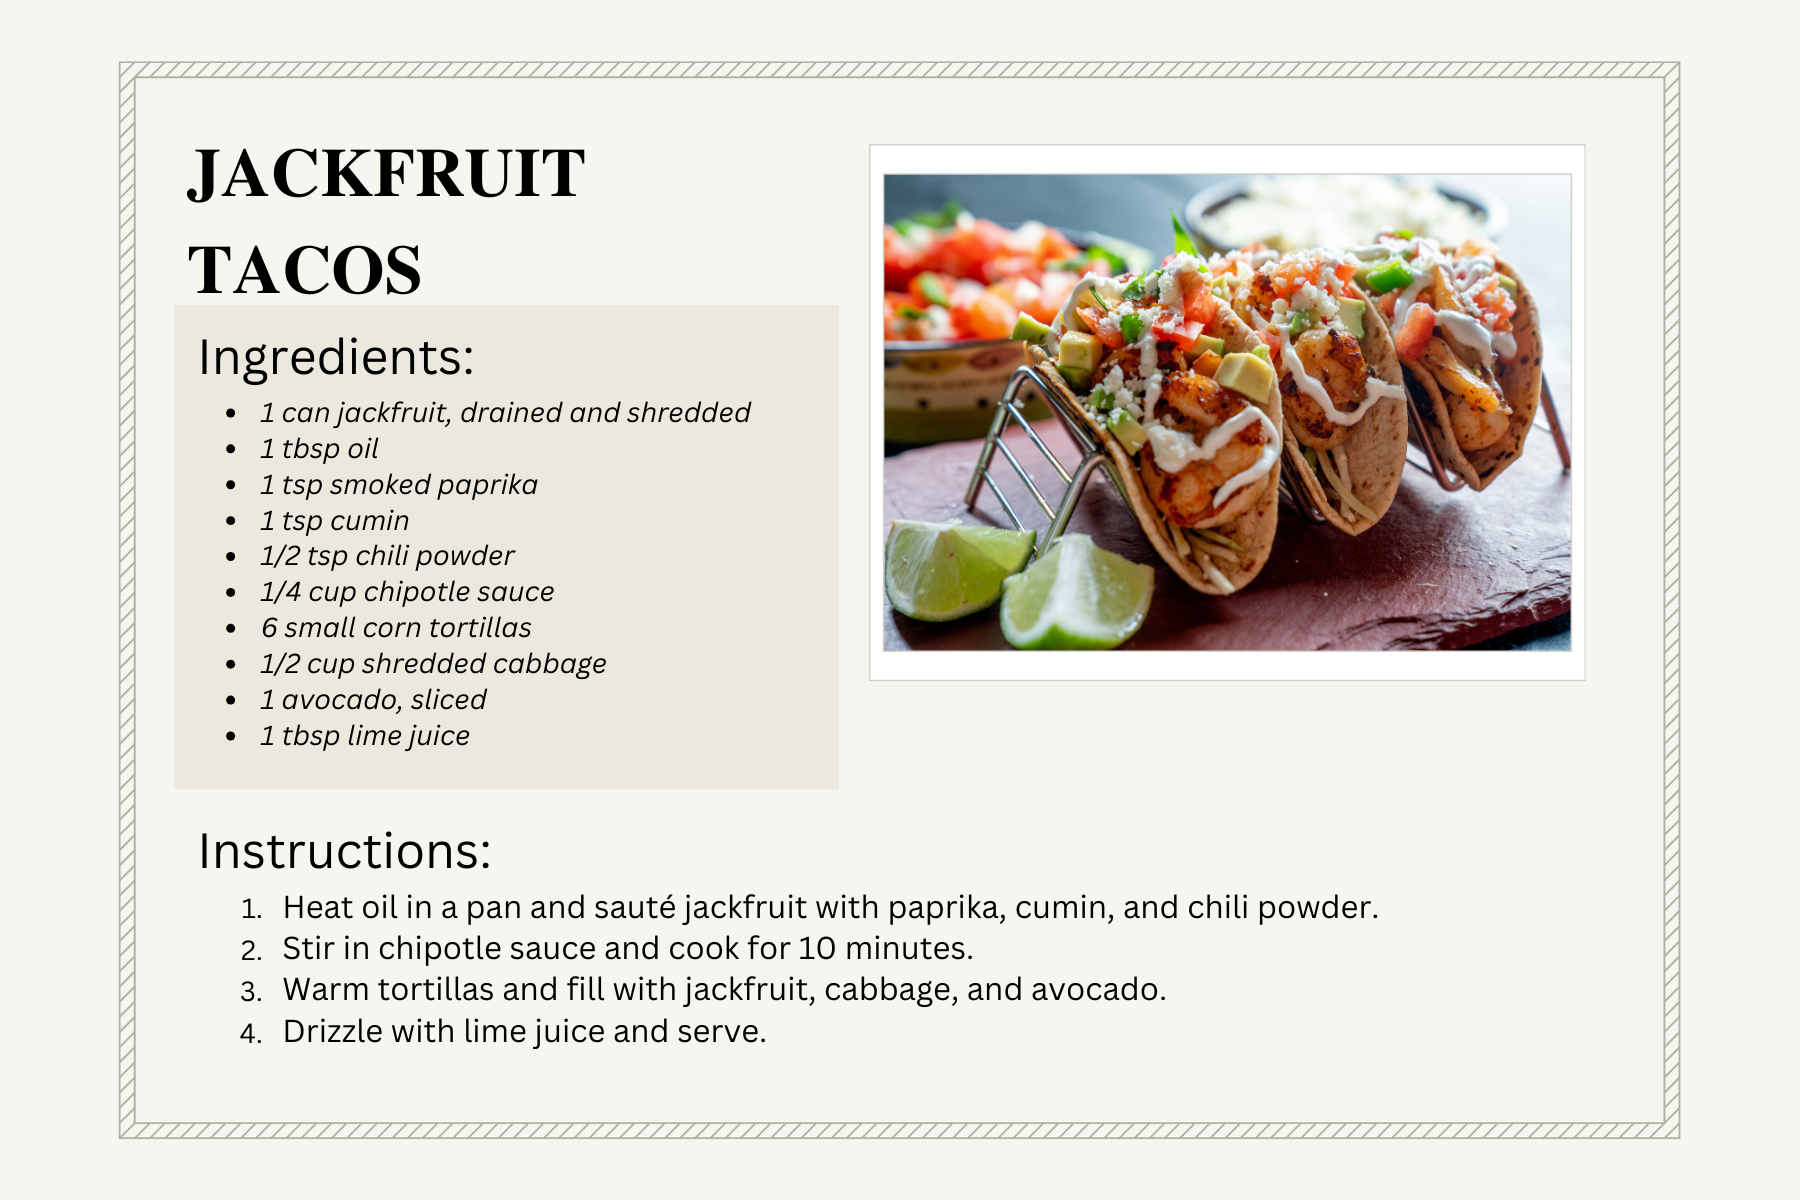 JACKFRUIT
TACOS
Ingredients:
• 1 can jackfruit, drained and shredded
• 1 tbsp oil
• 1 tsp smoked paprika
• 1 tsp cumin
• 1/2 tsp chili powder
• 1/4 cup chipotle sauce
• 6 small corn tortillas
• 1/2 cup shredded cabbage
• 1 avocado, sliced
• 1 tbsp lime juice
Instructions:
1. Heat oil in a pan and sauté jackfruit with paprika, cumin, and chili powder.
2. Stir in chipotle sauce and cook for 10 minutes.
3. Warm tortillas and fill with jackfruit, cabbage, and avocado.
4. Drizzle with lime juice and serve.